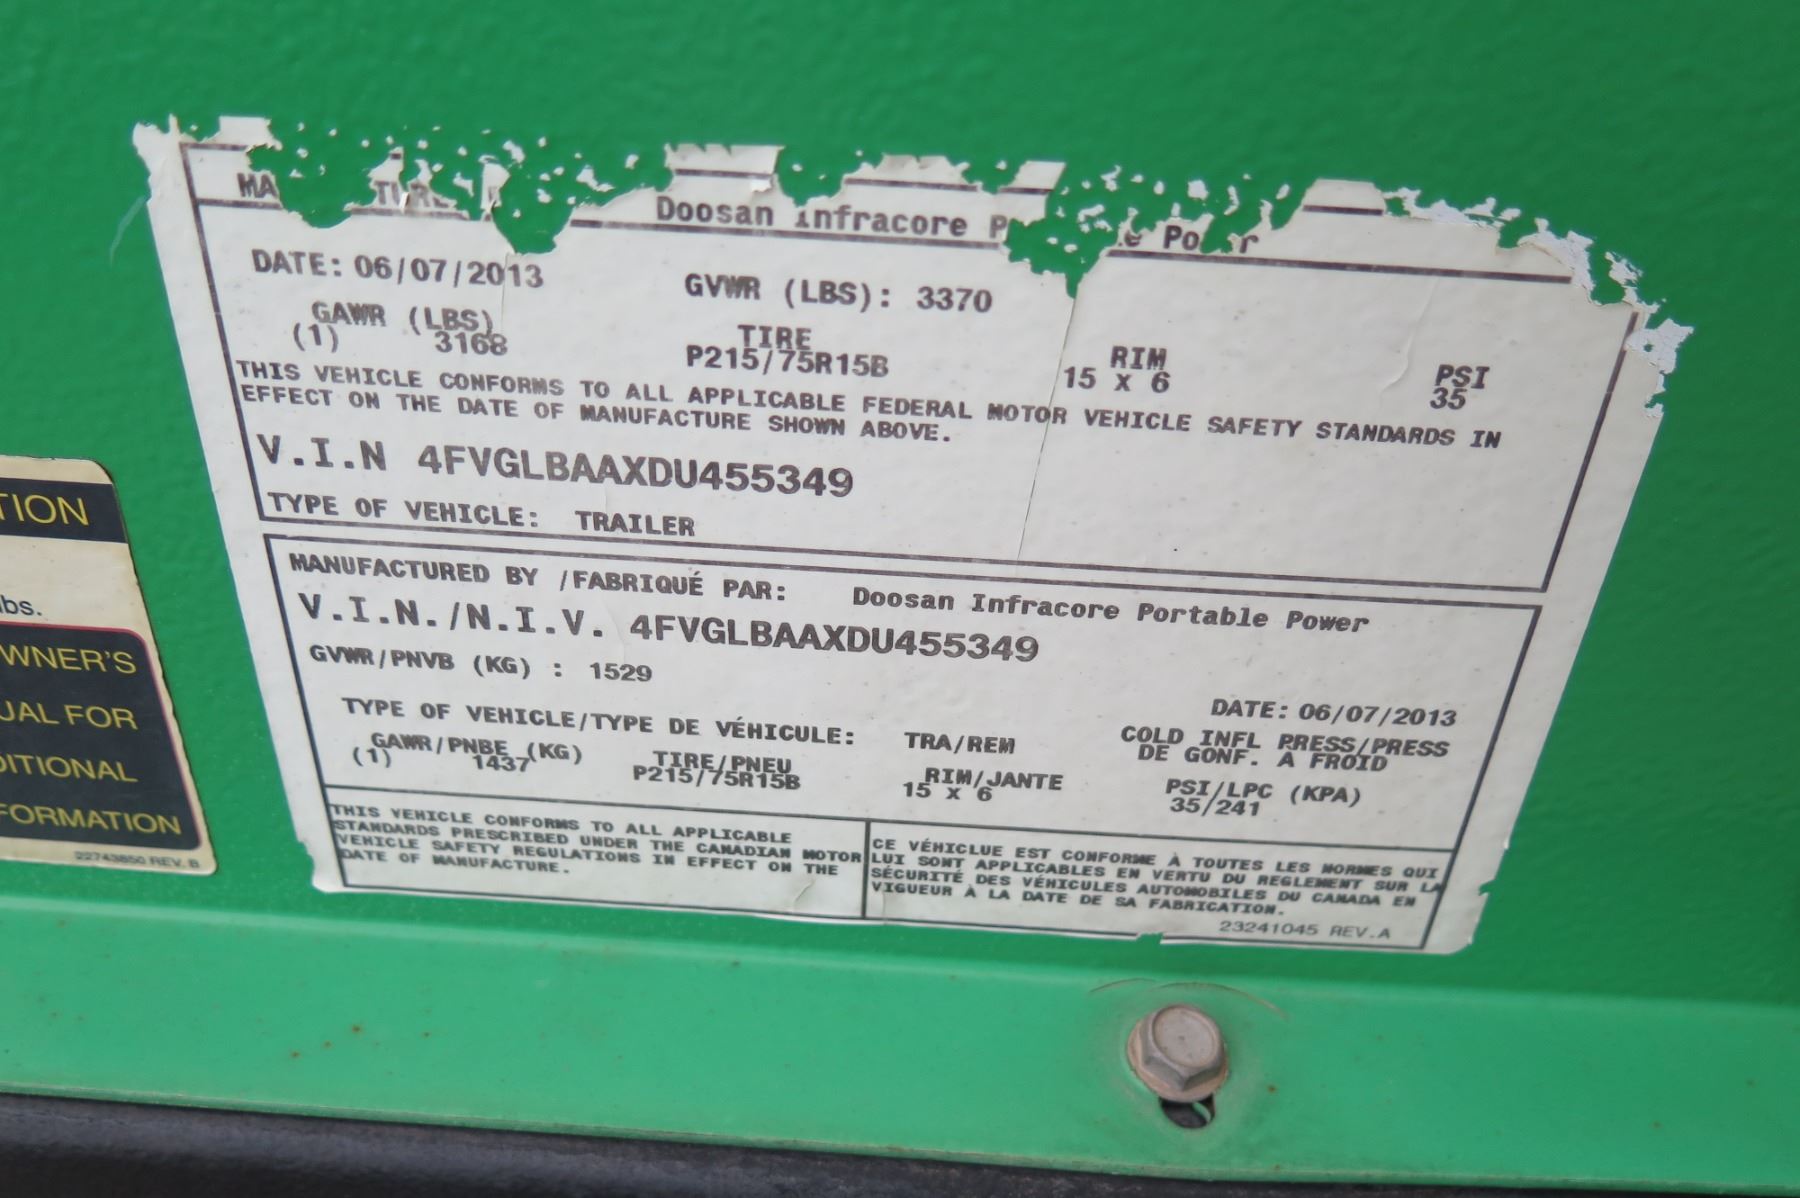 Doosan Infracore
DATE: 06/07/2013 GVWR (LBS): 3370
GAWR (LBS) TIRE RIM PSI
(1) 3168 P215/75R15B 15 X 6 35
THIS VEHICLE CONFORMS TO ALL APPLICABLE FEDERAL MOTOR VEHICLE SAFETY STANDARDS IN
EFFECT ON THE DATE OF MANUFACTURE SHOWN ABOVE.
V.I.N 4FVGLBAAXDU455349
TYPE OF VEHICLE: TRAILER
MANUFACTURED BY /FABRIQUÉ PAR: Doosan Infracore Portable Power
V.I.N./N.I.V. 4FVGLBAAXDU455349
GVWR/PNVB (KG) : 1529
DATE: 06/07/2013
TYPE OF VEHICLE/TYPE DE VÉHICULE: TRA/REM COLD INFL PRESS/PRESS
DE GONF. A FROID
GAWR/PNBE (KG) TIRE/PNEU RIM/JANTE PSI/LPC (KPA)
(1) 1437 P215/75R15B 15 X 6 35/241
THIS VEHICLE CONFORMS TO ALL APPLICABLE
STANDARDS PRESCRIBED UNDER THE CANADIAN MOTOR
VEHICLE SAFETY REGULATIONS IN EFFECT ON THE
DATE OF MANUFACTURE.
CE VÉHICLUE EST CONFORME À TOUTES LES NORMES QUI
LUI SONT APPLICABLES EN VERTU DU REGLEMENT SUR LA
SÉCURITÉ DES VÉHICULES AUTOMOBILES DU CANADA EN
VIGUEUR À LA DATE DE SA FABRICATION.
23241045 REV.A
TION
lbs.
WNER'S
UAL FOR
DITIONAL
FORMATION
22743850 REV. B